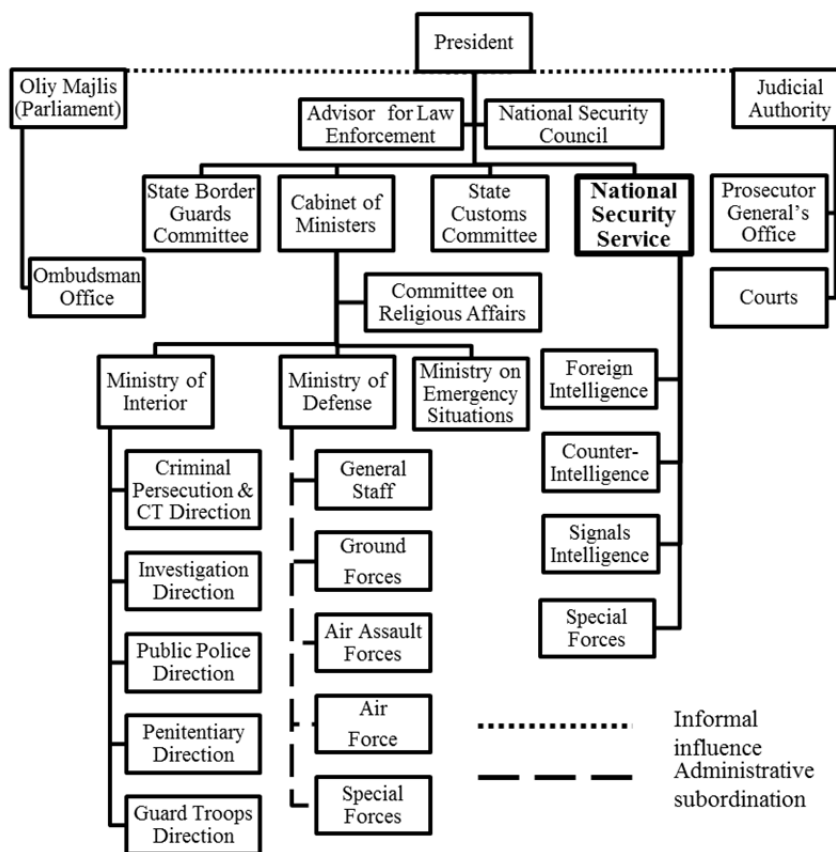 President
Oliy Majlis
(Parliament)
Judicial
Authority
Advisor for Law
Enforcement
National Security
Council
State Border
Guards
Committee
Cabinet of
Ministers
State
Customs
Committee
National
Security
Service
Prosecutor
General's
Office
Ombudsman
Office
Committee on
Religious Affairs
Courts
Ministry of
Interior
Ministry of
Defense
Ministry on
Emergency
Situations
Foreign
Intelligence
Criminal
Persecution &
CT Direction
General
Staff
Counter-
Intelligence
Investigation
Direction
Ground
Forces
Signals
Intelligence
Public Police
Direction
Air Assault
Forces
Special
Forces
Penitentiary
Direction
Air
Force
Guard Troops
Direction
Special
Forces
Informal
influence
Administrative
subordination